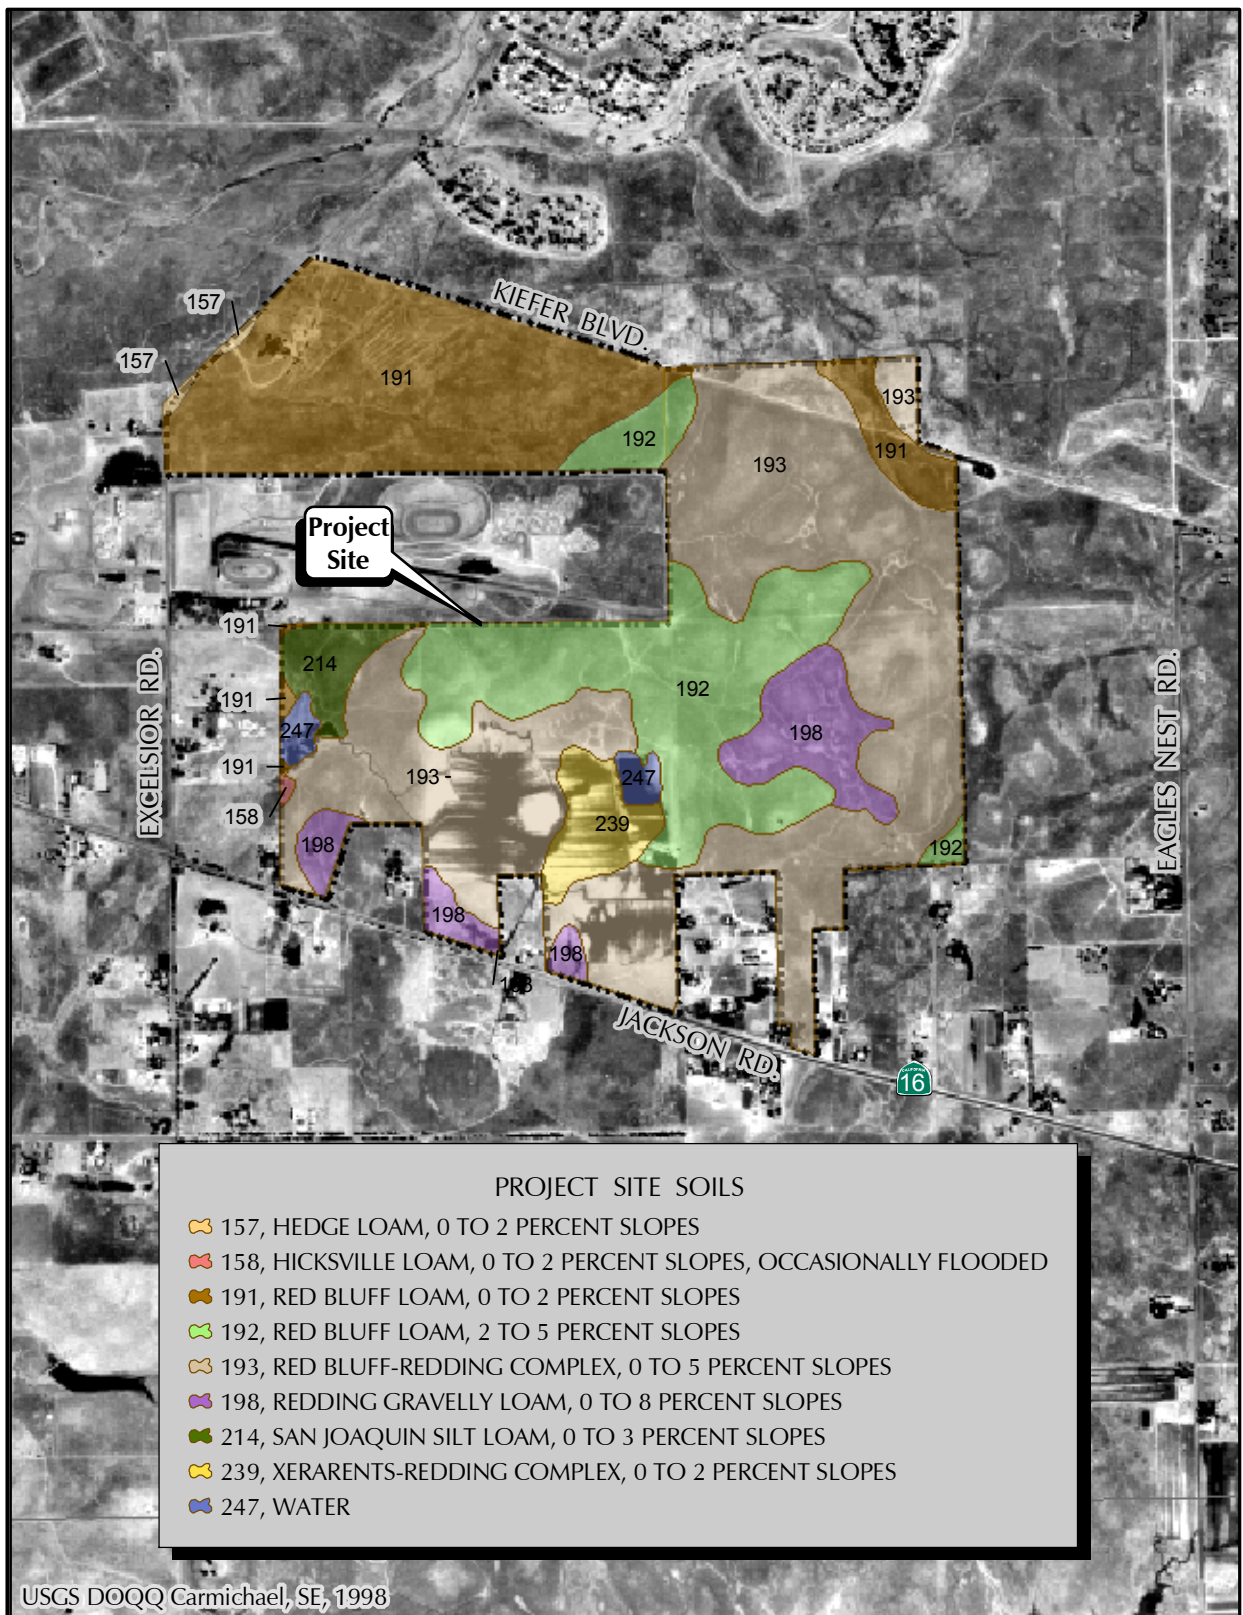 KIEFER BLVD.
157
157
191
193
192
191
193
Project
Site
191
214
192
191
247
198
191
193
247
158
239
198
192
198
198
193
EXCELSIOR RD.
EAGLES NEST RD.
JACKSON RD.
CALIFORNIA
16
PROJECT SITE SOILS
157, HEDGE LOAM, 0 TO 2 PERCENT SLOPES
158, HICKSVILLE LOAM, 0 TO 2 PERCENT SLOPES, OCCASIONALLY FLOODED
191, RED BLUFF LOAM, 0 TO 2 PERCENT SLOPES
192, RED BLUFF LOAM, 2 TO 5 PERCENT SLOPES
193, RED BLUFF-REDDING COMPLEX, 0 TO 5 PERCENT SLOPES
198, REDDING GRAVELLY LOAM, 0 TO 8 PERCENT SLOPES
214, SAN JOAQUIN SILT LOAM, 0 TO 3 PERCENT SLOPES
239, XERARENTS-REDDING COMPLEX, 0 TO 2 PERCENT SLOPES
247, WATER
USGS DOQQ Carmichael, SE, 1998